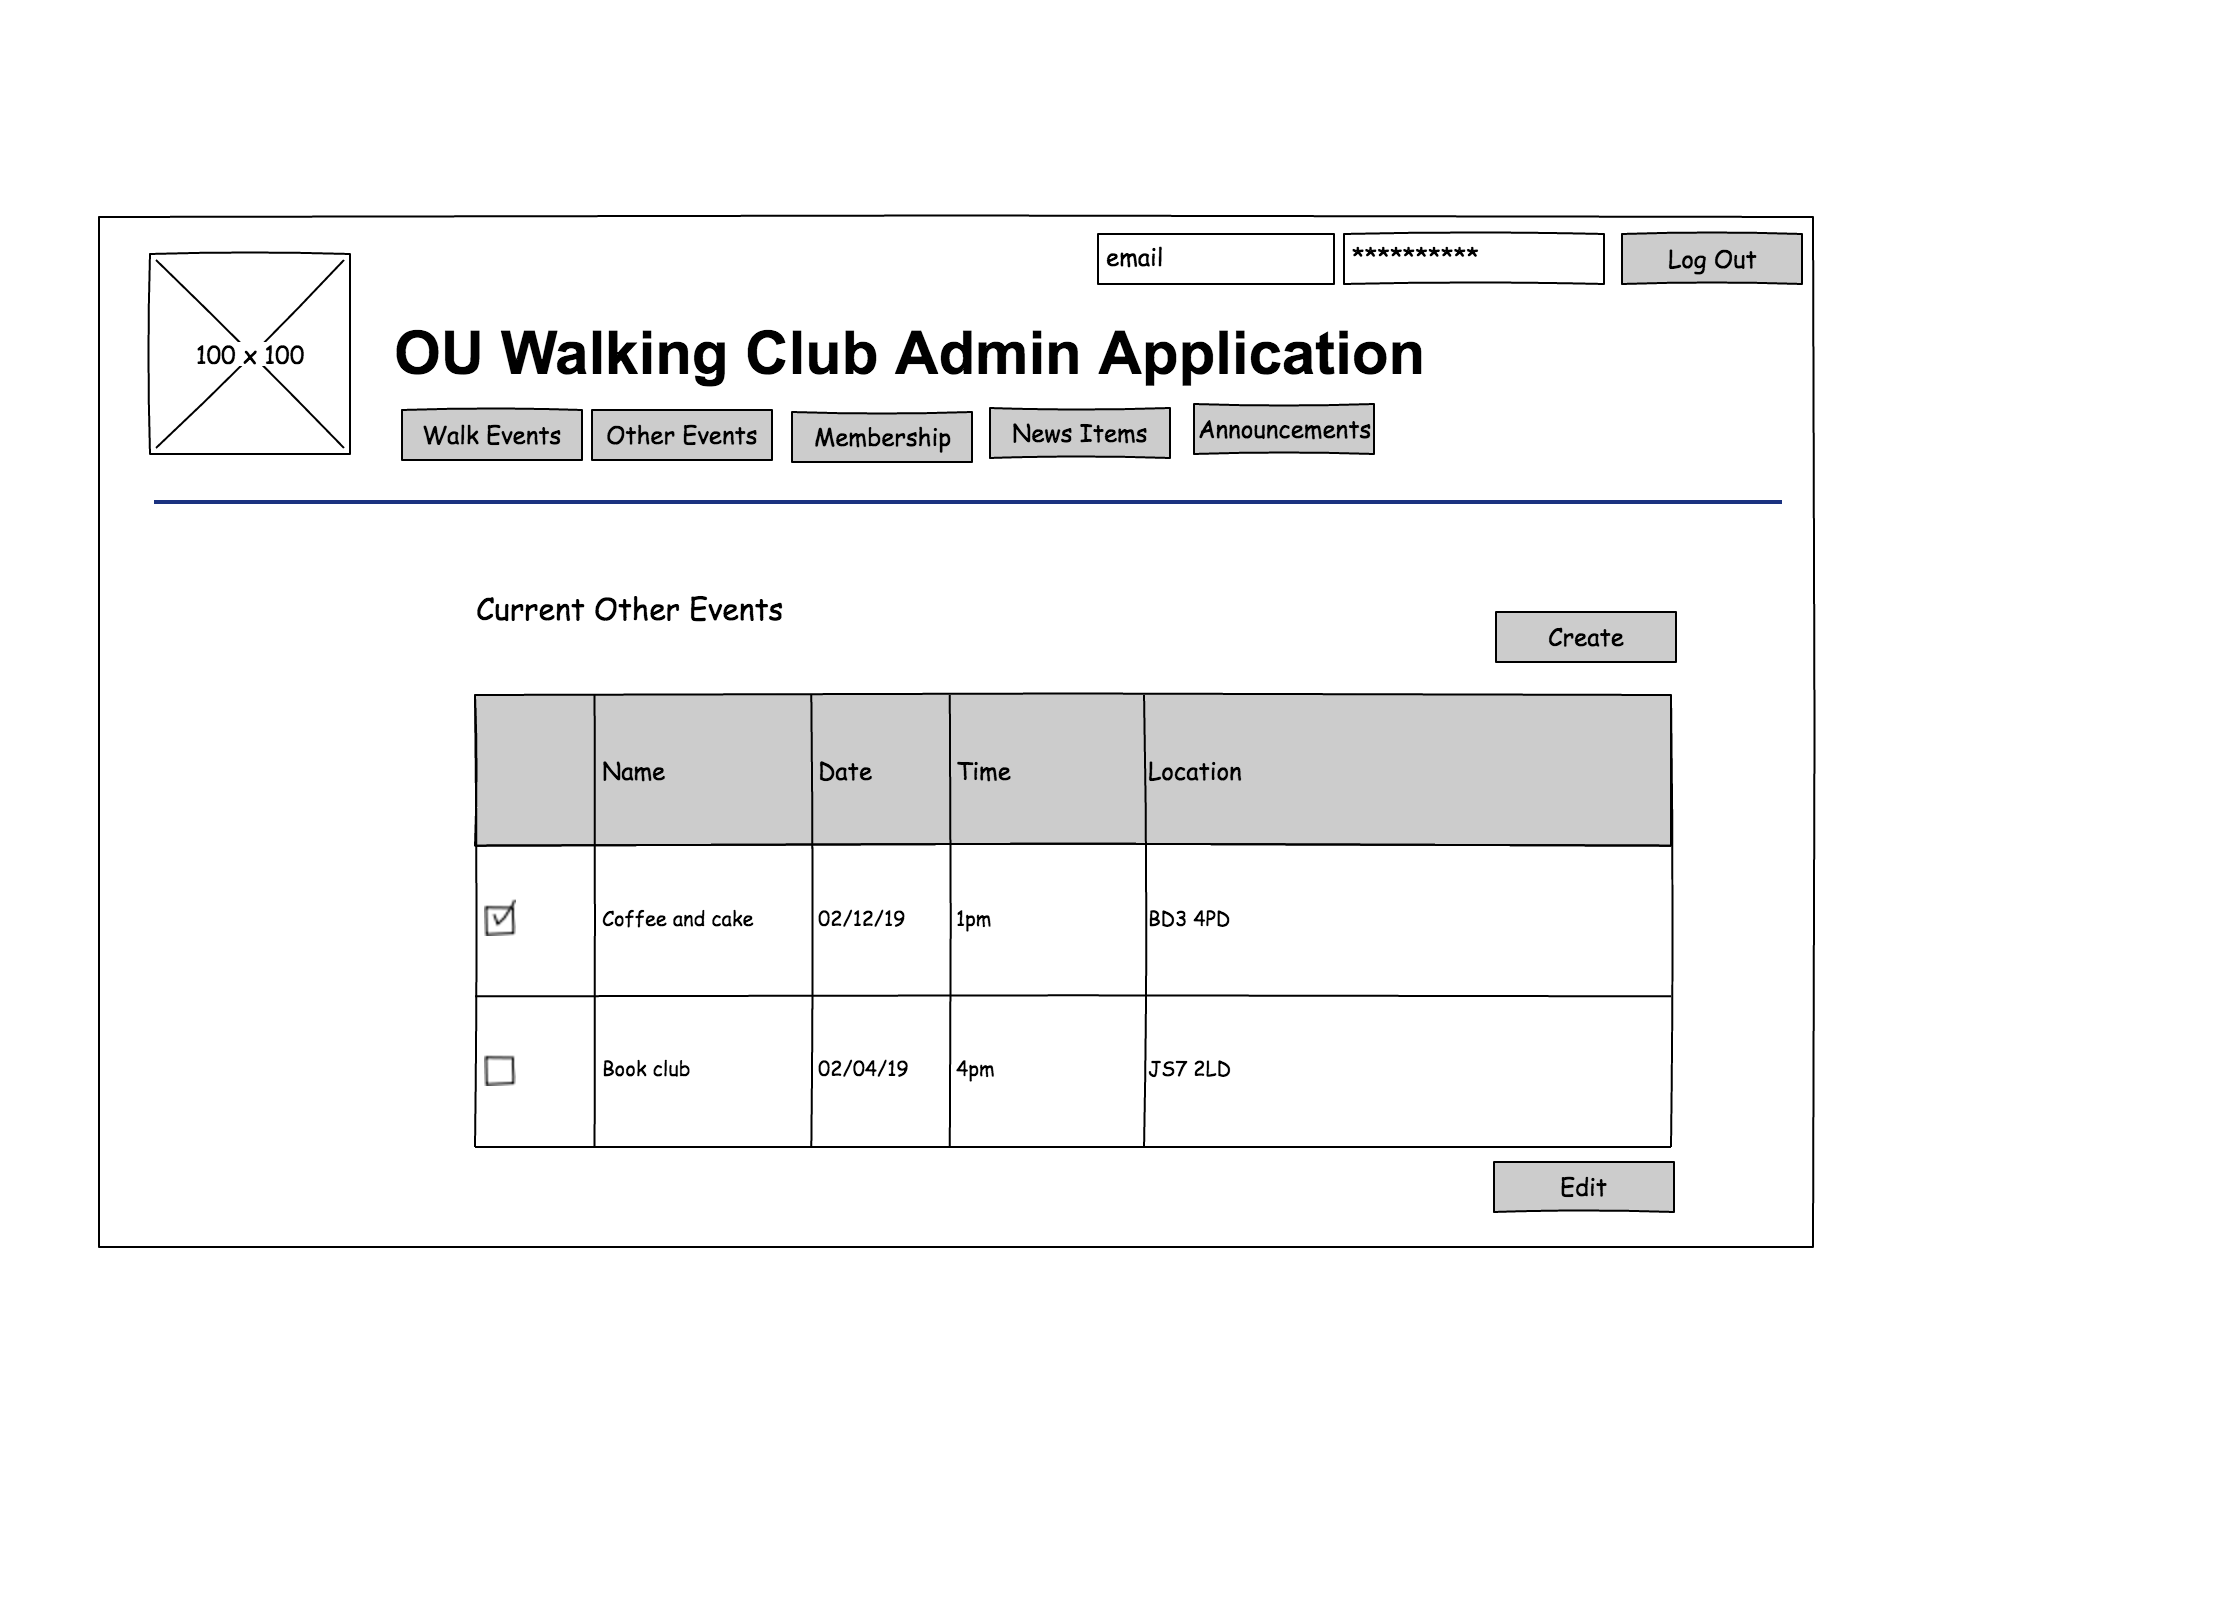 email
**********
Log Out
100 x 100
OU Walking Club Admin Application
Walk Events
Other Events
Membership
News Items
Announcements
Current Other Events
Create
Name Date Time Location
Coffee and cake 02/12/19 1pm BD3 4PD
Book club 02/04/19 4pm JS7 2LD
Edit